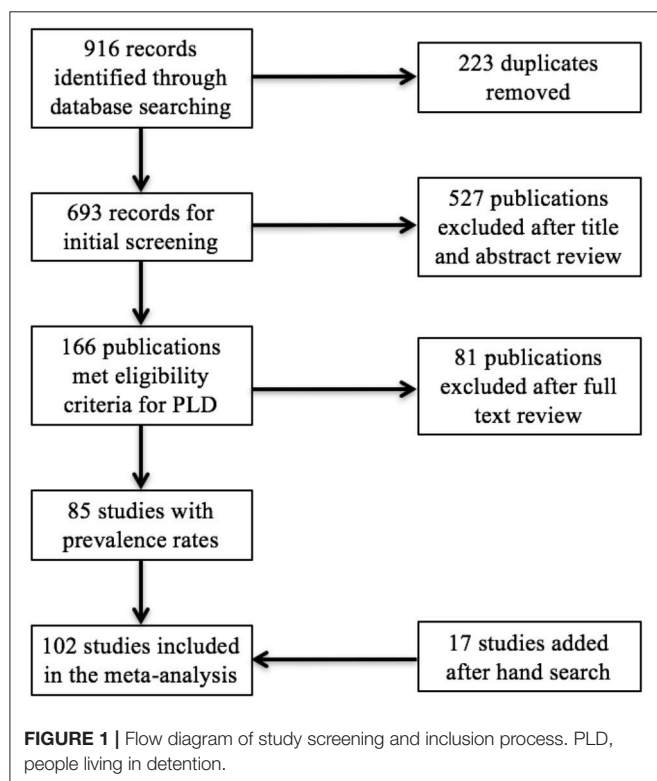 916 records
identified through
database searching
223 duplicates
removed
693 records for
initial screening
527 publications
excluded after title
and abstract review
166 publications
met eligibility
criteria for PLD
81 publications
excluded after full
text review
85 studies with
prevalence rates
102 studies included
in the meta-analysis
17 studies added
after hand search
FIGURE 1 | Flow diagram of study screening and inclusion process. PLD,
people living in detention.